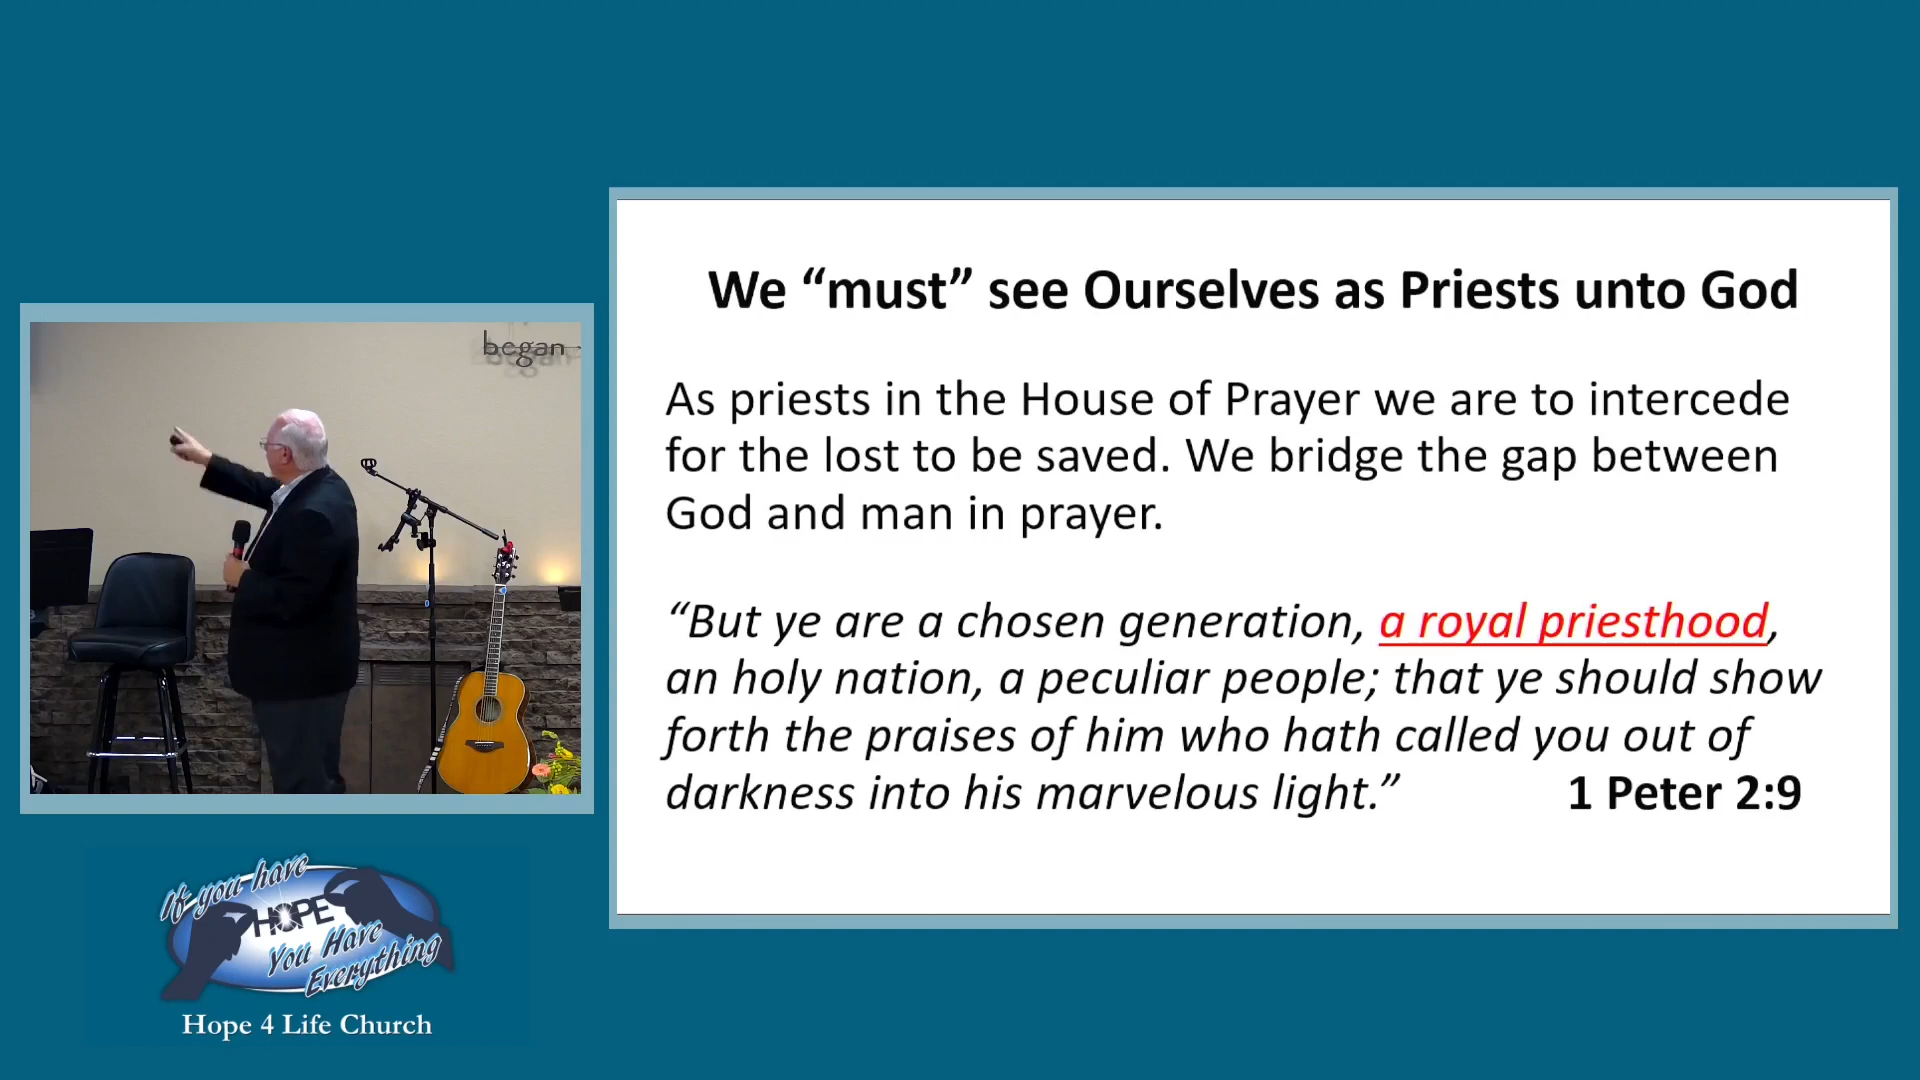 We “must” see Ourselves as Priests unto God
As priests in the House of Prayer we are to intercede
for the lost to be saved. We bridge the gap between
God and man in prayer.
“But ye are a chosen generation, a royal priesthood,
an holy nation, a peculiar people; that ye should show
forth the praises of him who hath called you out of
darkness into his marvelous light.” 1 Peter 2:9
began
If you have
HOPE
You Have
Everything
Hope 4 Life Church